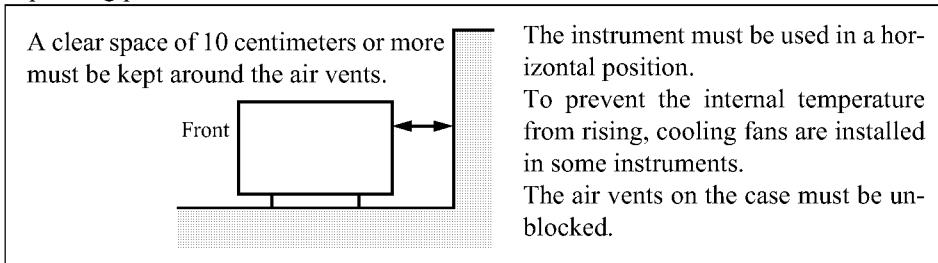 A clear space of 10 centimeters or more
must be kept around the air vents.
Front
The instrument must be used in a hor-
izontal position.
To prevent the internal temperature
from rising, cooling fans are installed
in some instruments.
The air vents on the case must be un-
blocked.